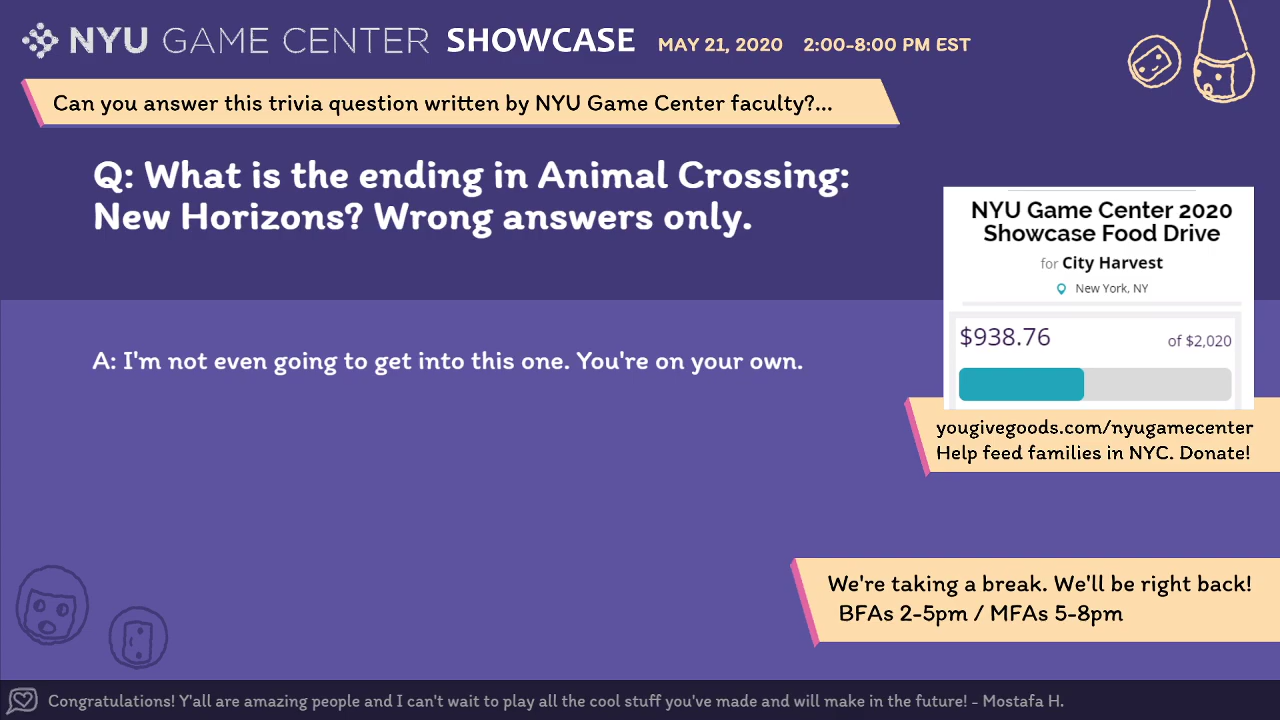 NYU GAME CENTER SHOWCASE MAY 21, 2020 2:00-8:00 PM EST
Can you answer this trivia question written by NYU Game Center faculty?...
Q: What is the ending in Animal Crossing:
New Horizons? Wrong answers only.
A: I'm not even going to get into this one. You're on your own.
NYU Game Center 2020
Showcase Food Drive
for City Harvest
New York, NY
$938.76 of $2,020
yougivegoods.com/nyugamecenter
Help feed families in NYC. Donate!
We're taking a break. We'll be right back!
BFAs 2-5pm / MFAs 5-8pm
Congratulations! Y'all are amazing people and I can't wait to play all the cool stuff you've made and will make in the future! - Mostafa H.